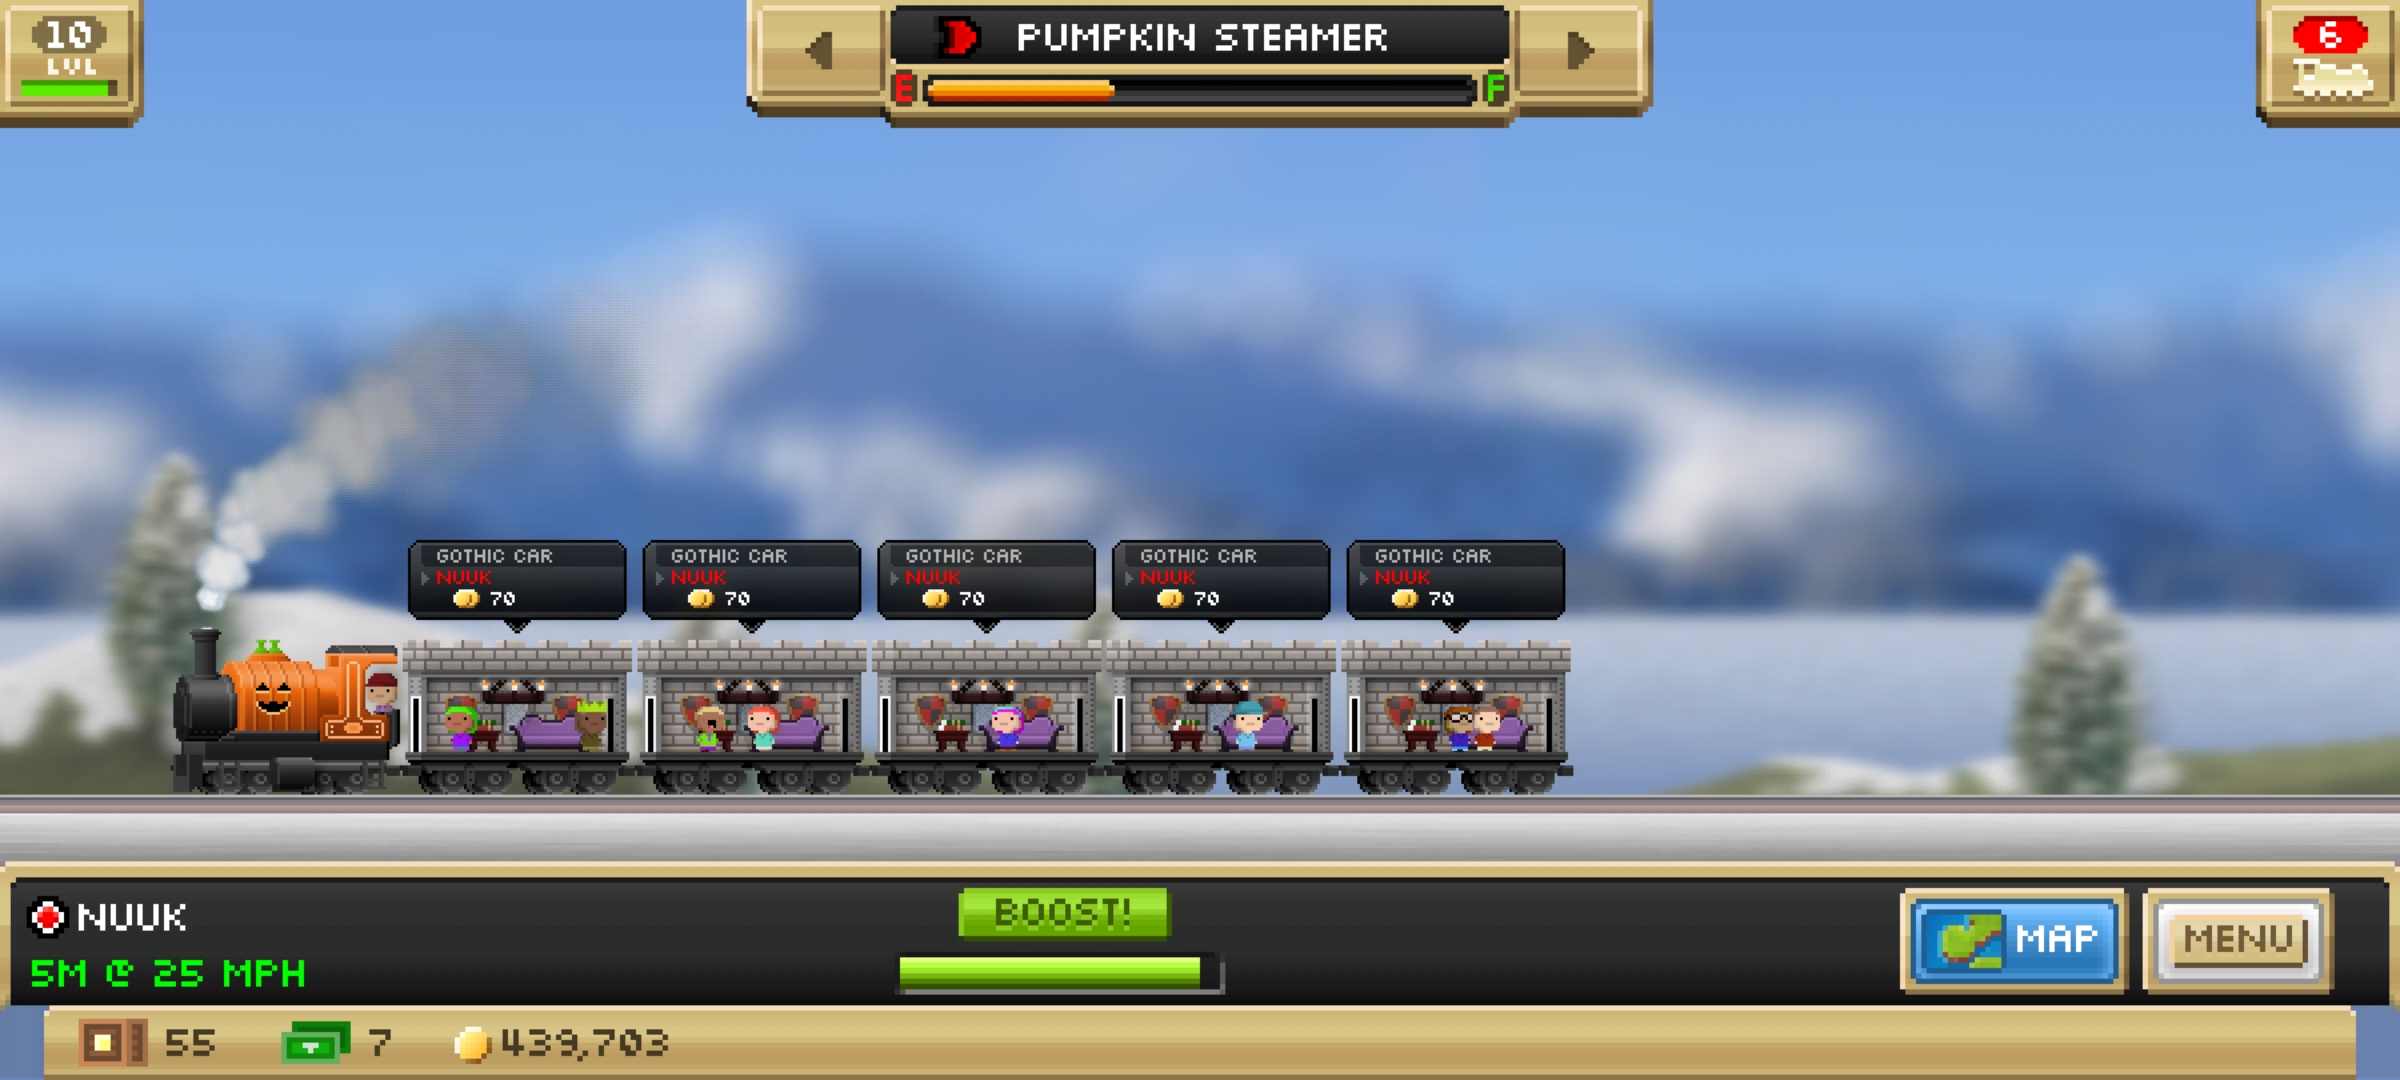 10
LVL
PUMPKIN STEAMER
E
F
6
GOTHIC CAR
NUUK
70
GOTHIC CAR
NUUK
70
GOTHIC CAR
NUUK
70
GOTHIC CAR
NUUK
70
GOTHIC CAR
NUUK
70
NUUK
5M @ 25 MPH
BOOST!
MAP
MENU
55
7
439,703